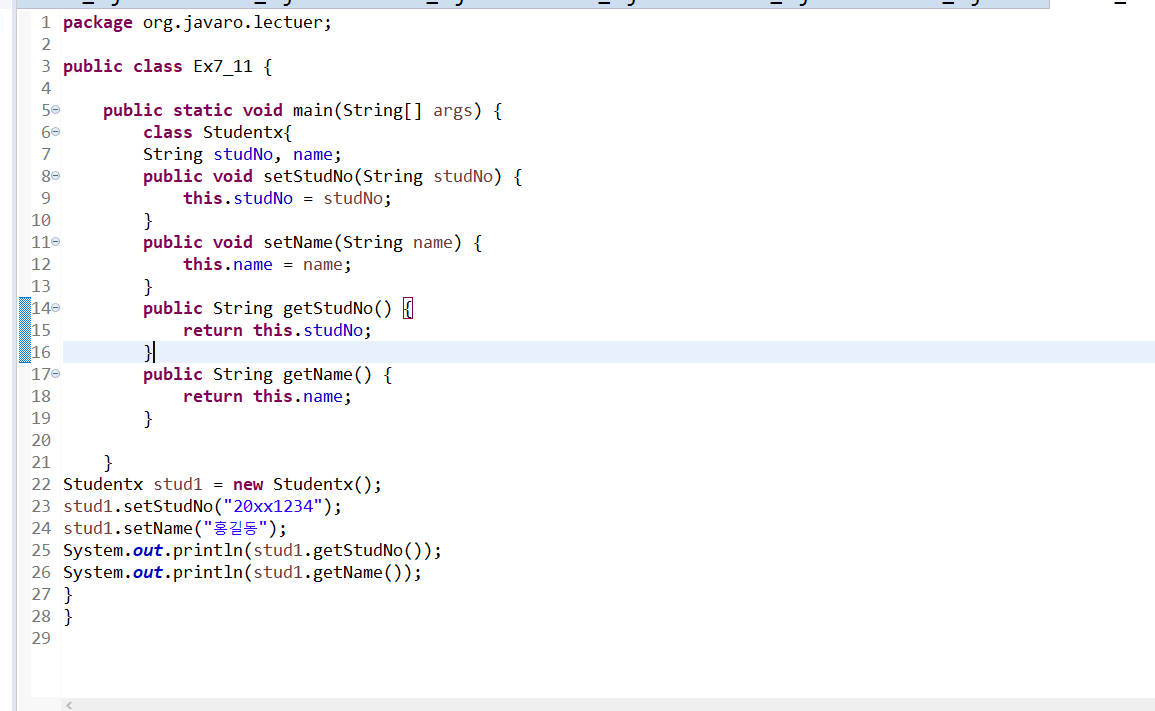 1 package org.javaro.lectuer;
2
3 public class Ex7_11 {
4
5 public static void main(String[] args) {
6 class Studentx{
7 String studNo, name;
8 public void setStudNo(String studNo) {
9 this.studNo = studNo;
10 }
11 public void setName(String name) {
12 this.name = name;
13 }
14 public String getStudNo() {
15 return this.studNo;
16 }
17 public String getName() {
18 return this.name;
19 }
20
21 }
22 Studentx stud1 = new Studentx();
23 stud1.setStudNo("20xx1234");
24 stud1.setName("홍길동");
25 System.out.println(stud1.getStudNo());
26 System.out.println(stud1.getName());
27 }
28 }
29